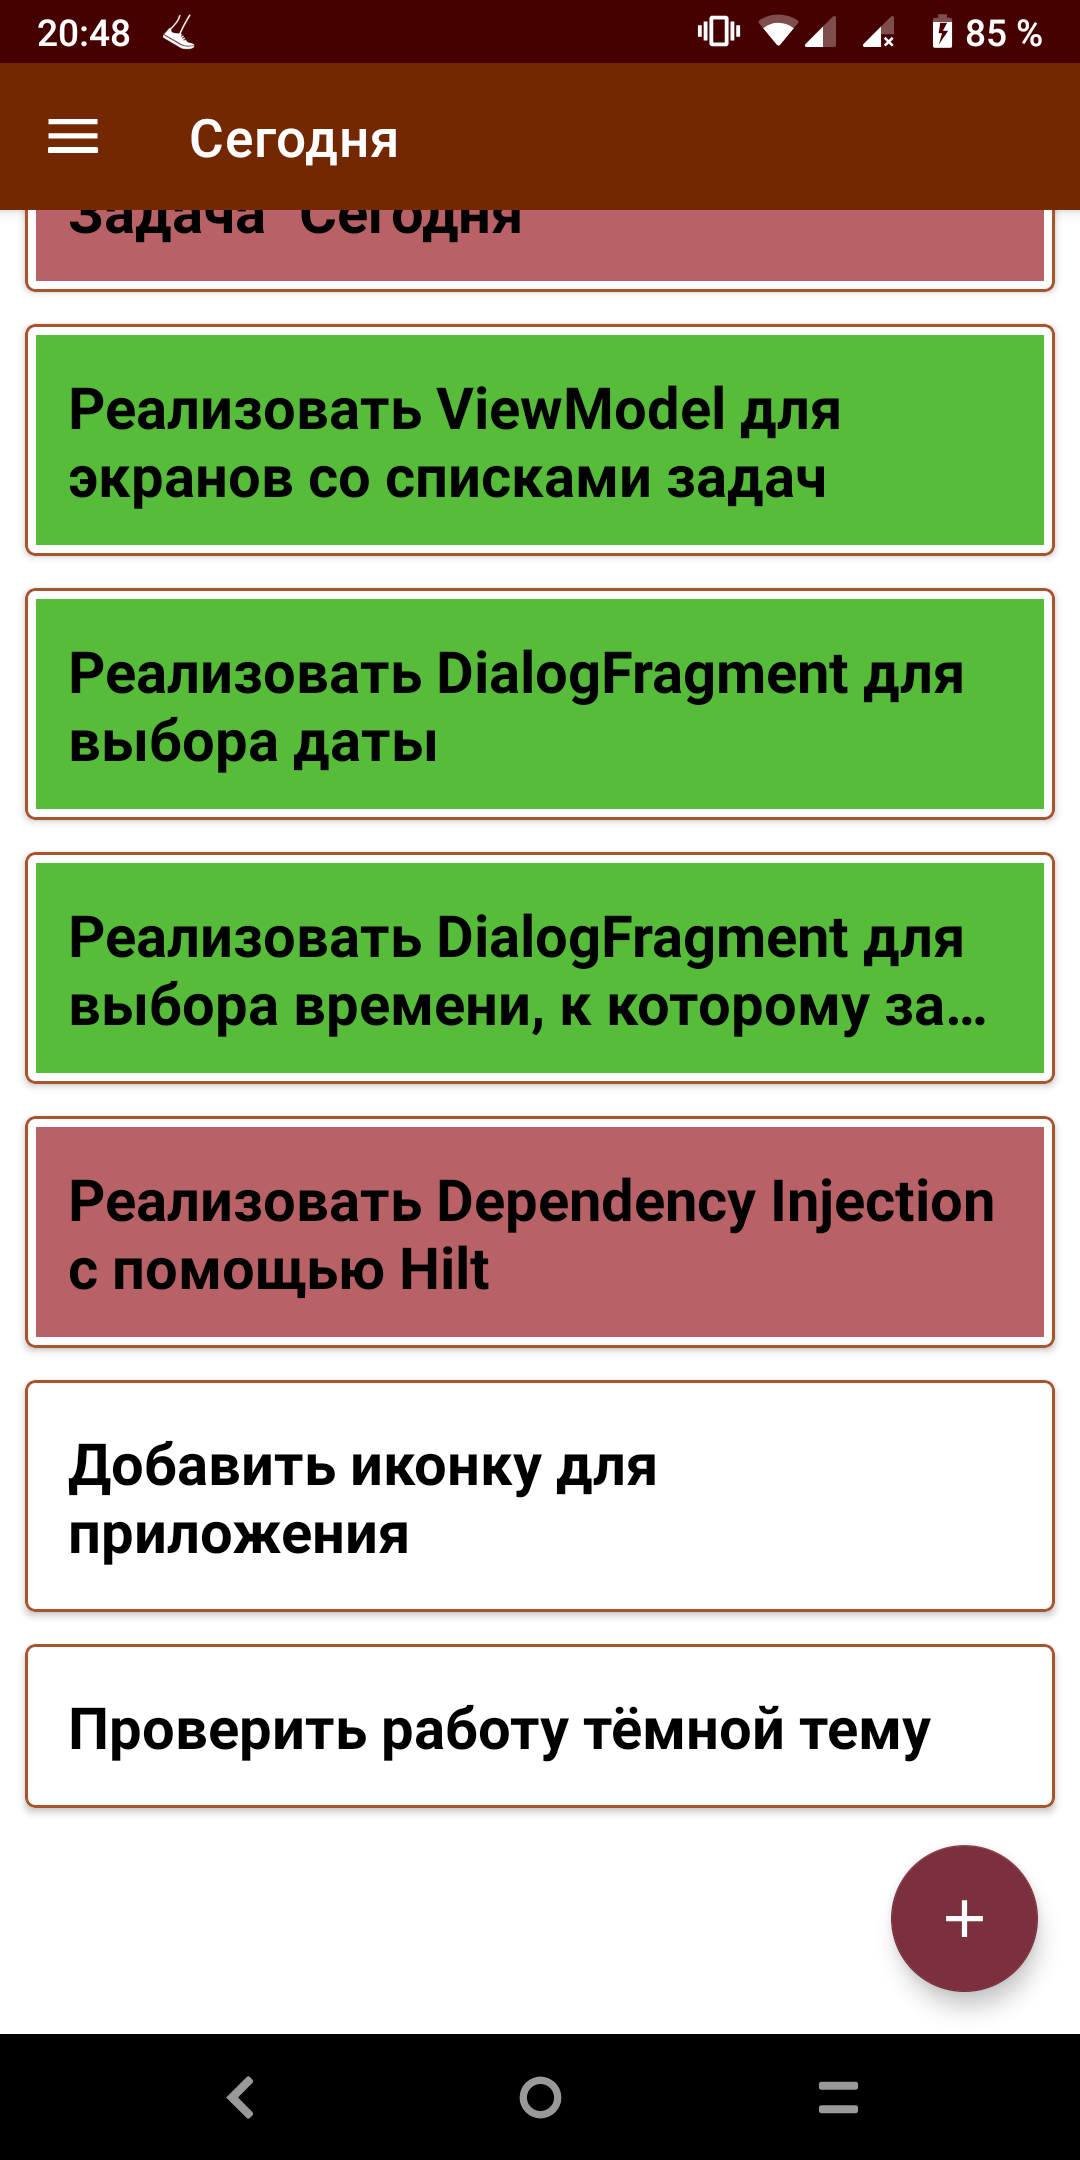 20:48
85 %
Сегодня
Задача "Сегодня
Реализовать ViewModel для
экранов со списками задач
Реализовать DialogFragment для
выбора даты
Реализовать DialogFragment для
выбора времени, к которому за…
Реализовать Dependency Injection
с помощью Hilt
Добавить иконку для
приложения
Проверить работу тёмной тему